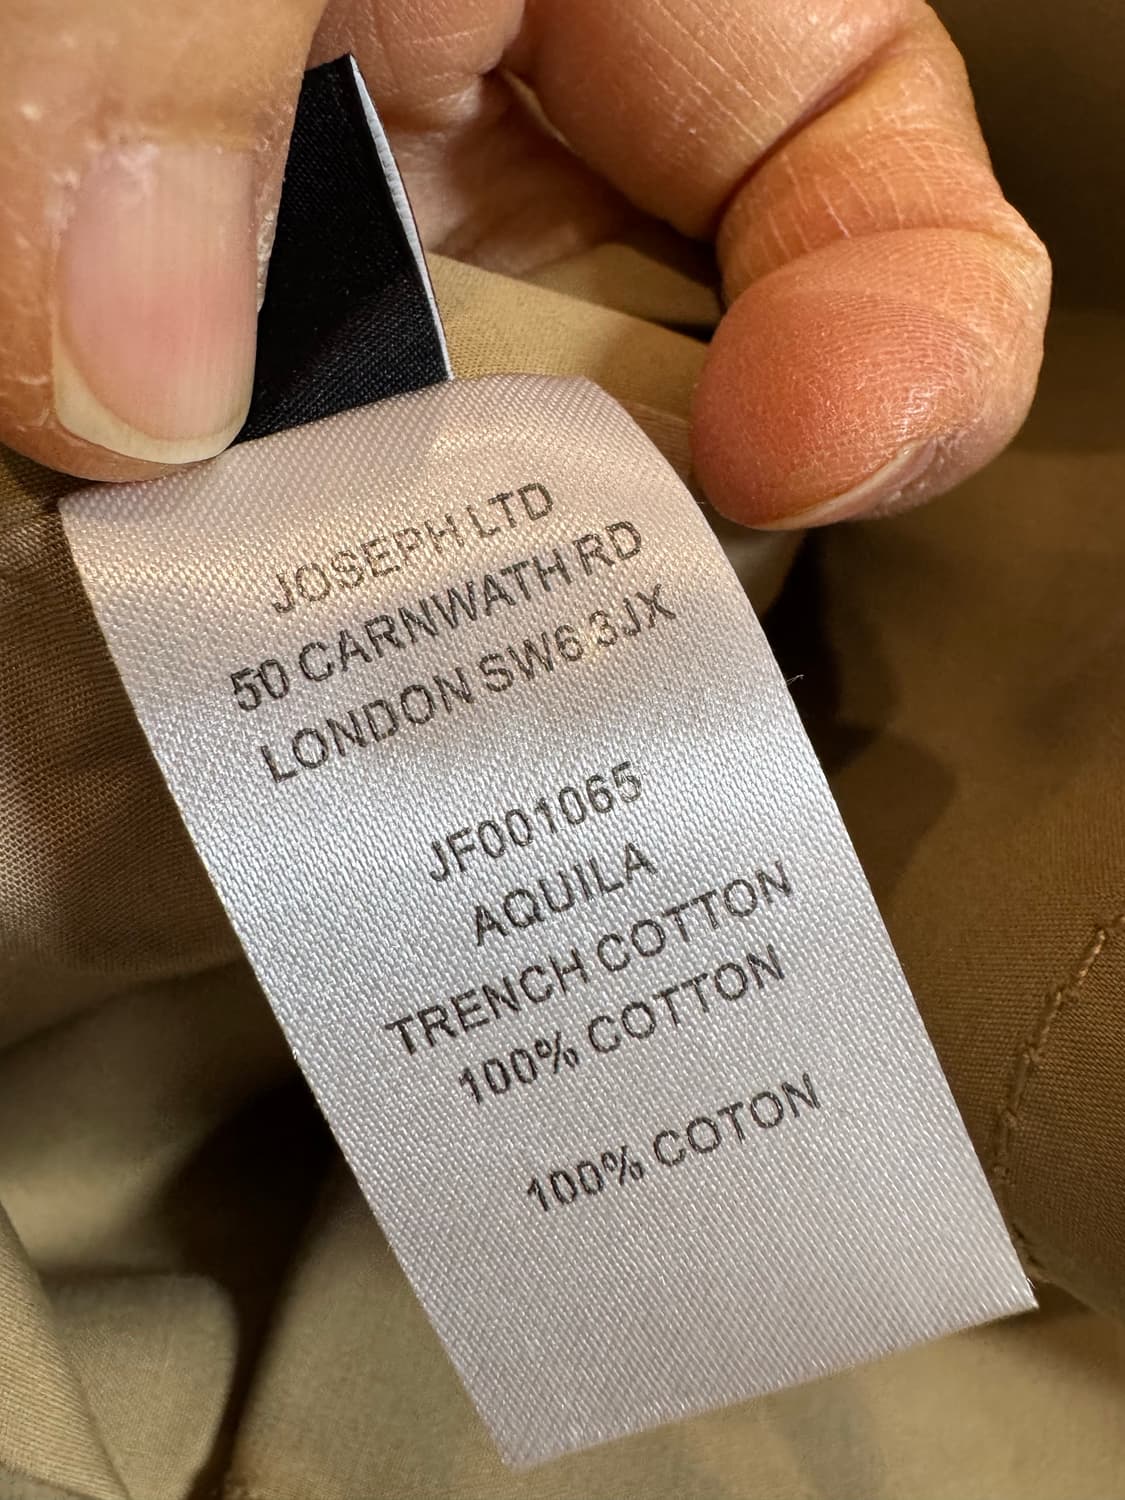 JOSEPH LTD
50 CARNWATH RD
LONDON SW6 3JX
JF001065
AQUILA
TRENCH COTTON
100% COTTON
100% COTON